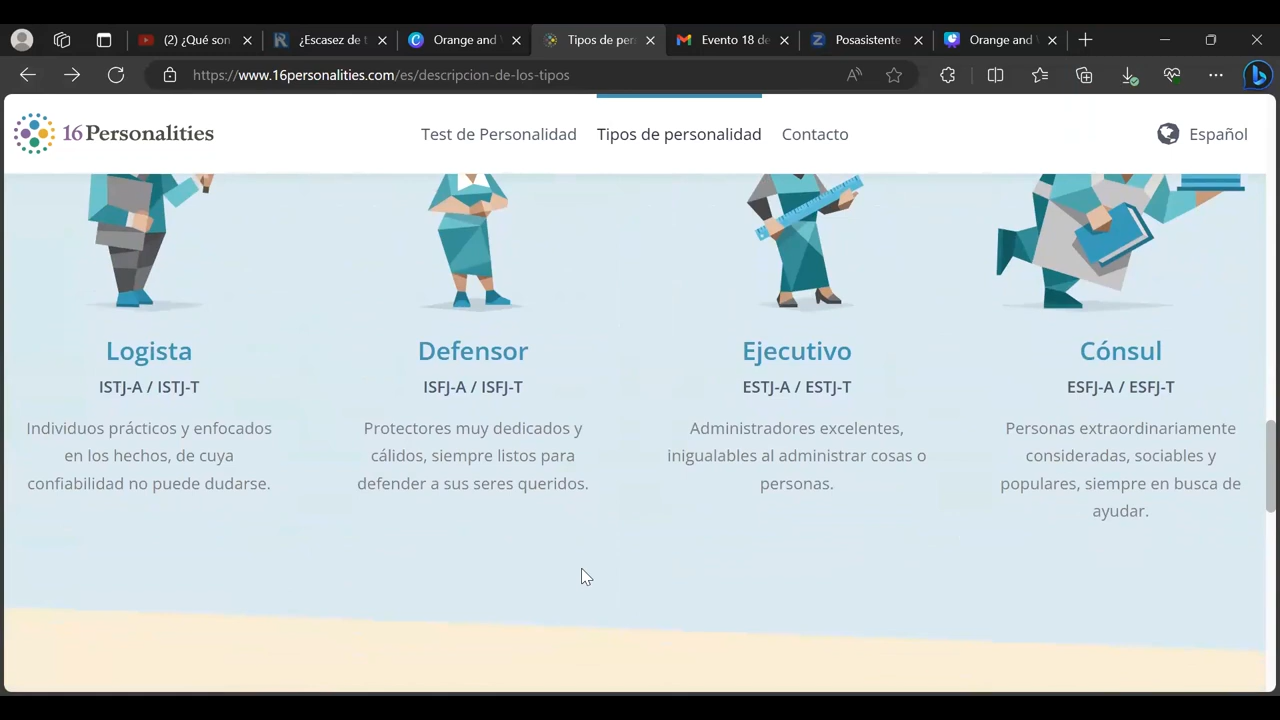 (2) ¿Qué son
¿Escasez de t
Orange and
Tipos de per
Evento 18 de
Posasistente
Orange and
https://www.16personalities.com/es/descripcion-de-los-tipos
16Personalities
Test de Personalidad
Tipos de personalidad
Contacto
Español
Logista
ISTJ-A / ISTJ-T
Individuos prácticos y enfocados
en los hechos, de cuya
confiabilidad no puede dudarse.
Defensor
ISFJ-A / ISFJ-T
Protectores muy dedicados y
cálidos, siempre listos para
defender a sus seres queridos.
Ejecutivo
ESTJ-A / ESTJ-T
Administradores excelentes,
inigualables al administrar cosas o
personas.
Cónsul
ESFJ-A / ESFJ-T
Personas extraordinariamente
consideradas, sociables y
populares, siempre en busca de
ayudar.